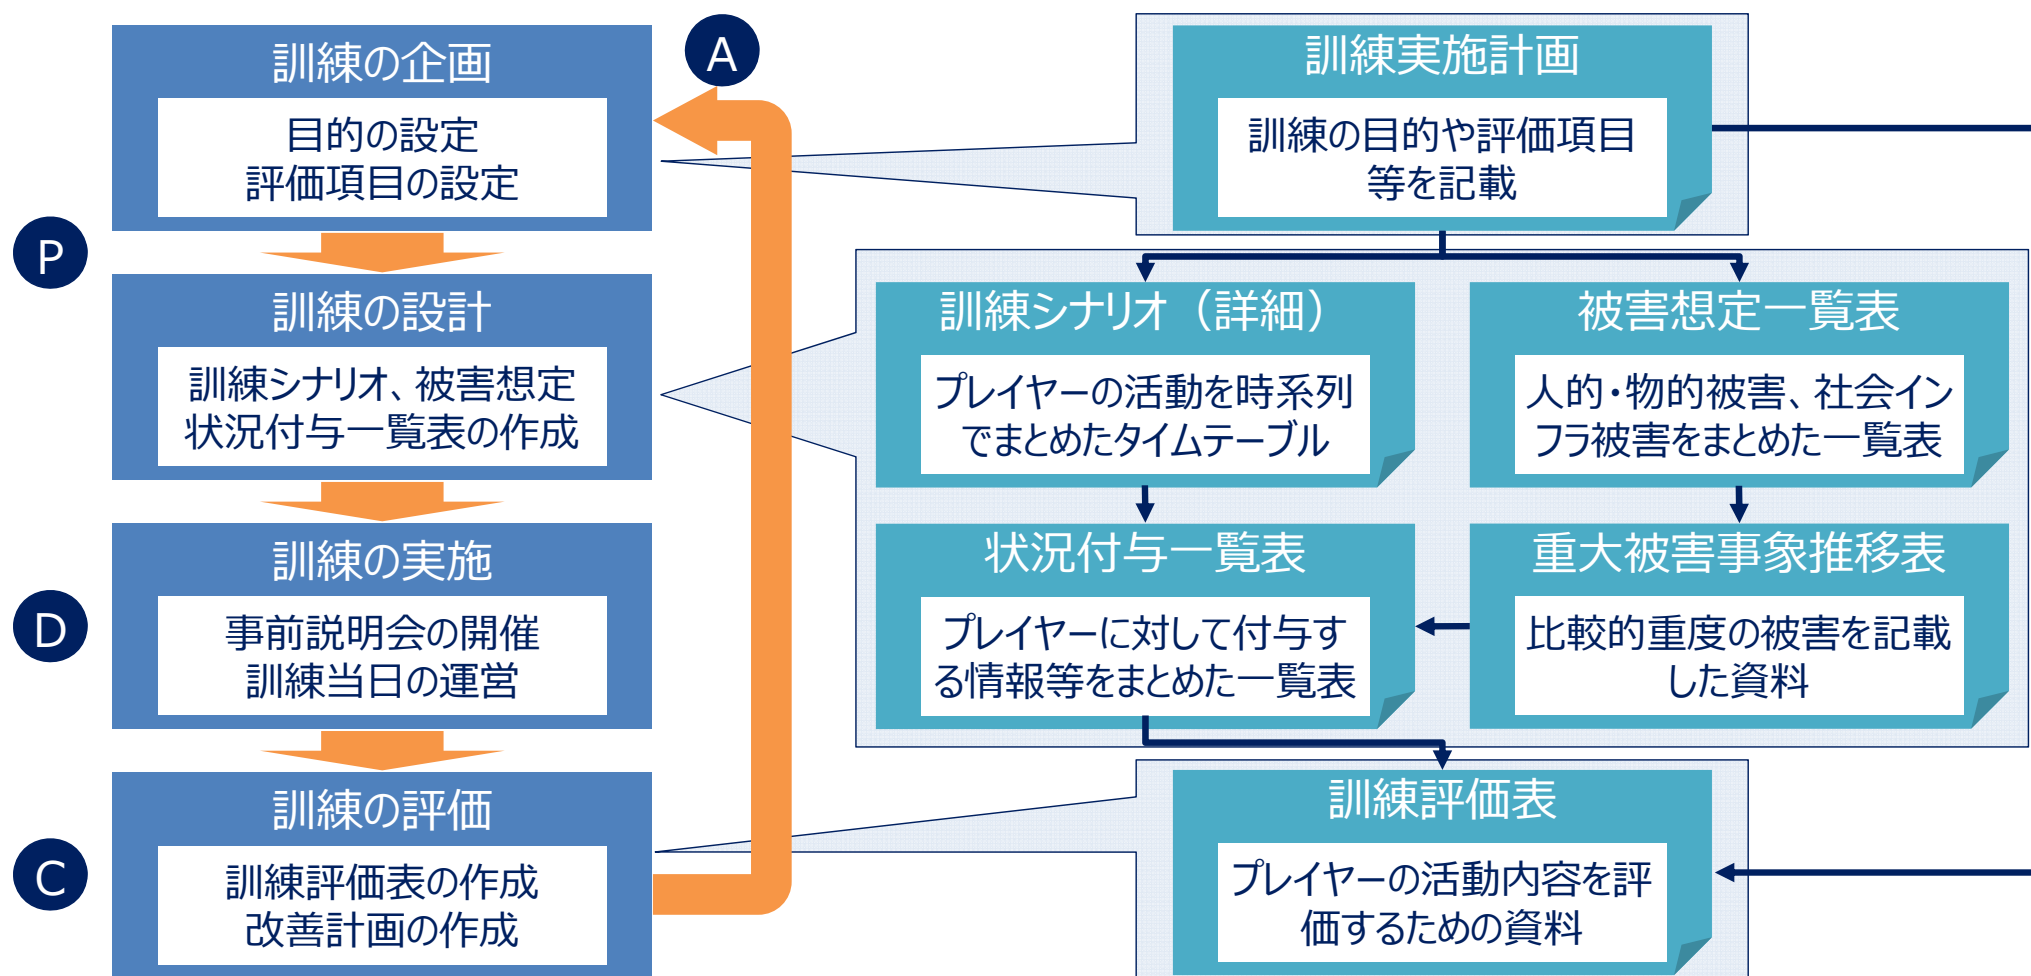 訓練の企画
目的の設定
評価項目の設定
A
P
訓練の設計
訓練シナリオ、被害想定
状況付与一覧表の作成
訓練の実施
事前説明会の開催
訓練当日の運営
D
訓練の評価
訓練評価表の作成
改善計画の作成
C
訓練実施計画
訓練の目的や評価項目
等を記載
訓練シナリオ（詳細）
プレイヤーの活動を時系列
でまとめたタイムテーブル
被害想定一覧表
人的・物的被害、社会イン
フラ被害をまとめた一覧表
状況付与一覧表
プレイヤーに対して付与す
る情報等をまとめた一覧表
重大被害事象推移表
比較的重度の被害を記載
した資料
訓練評価表
プレイヤーの活動内容を評
価するための資料